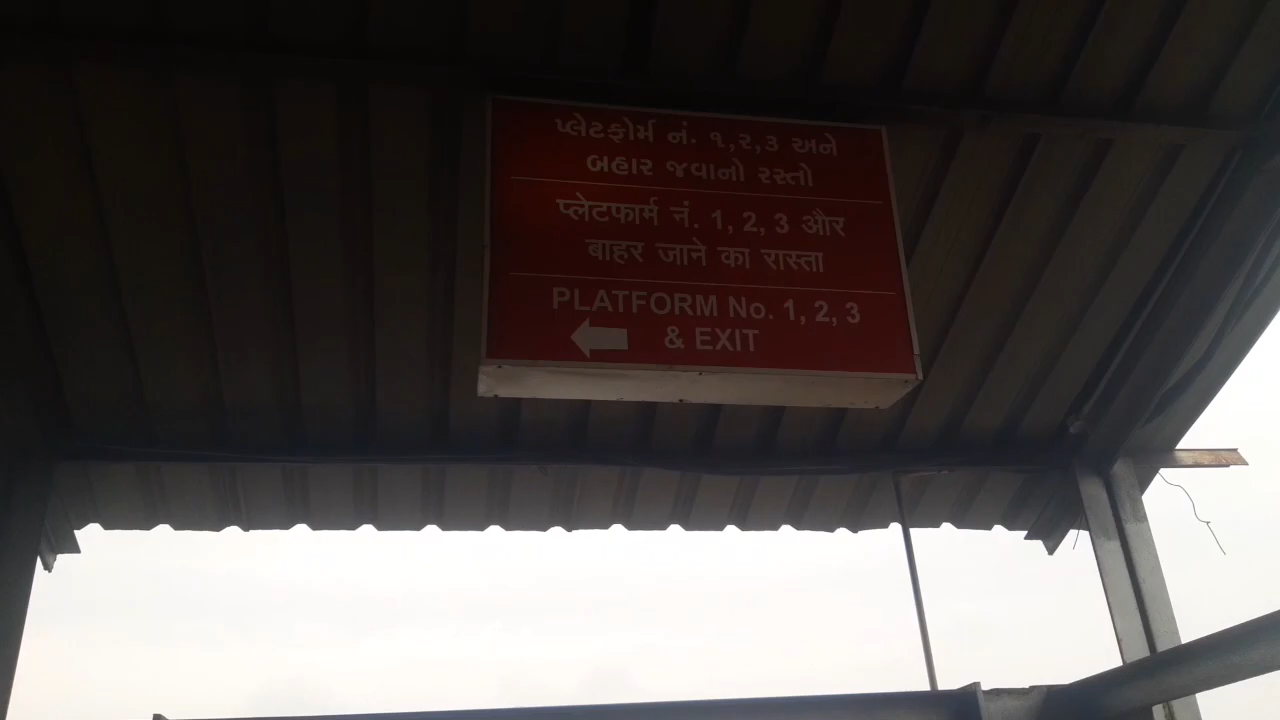 પ્લેટફોર્મ નં. ૧,૨,૩ અને
બહાર જવાનો રસ્તો
प्लेटफार्म नं. 1, 2, 3 और
बाहर जाने का रास्ता
PLATFORM No. 1, 2, 3
& EXIT